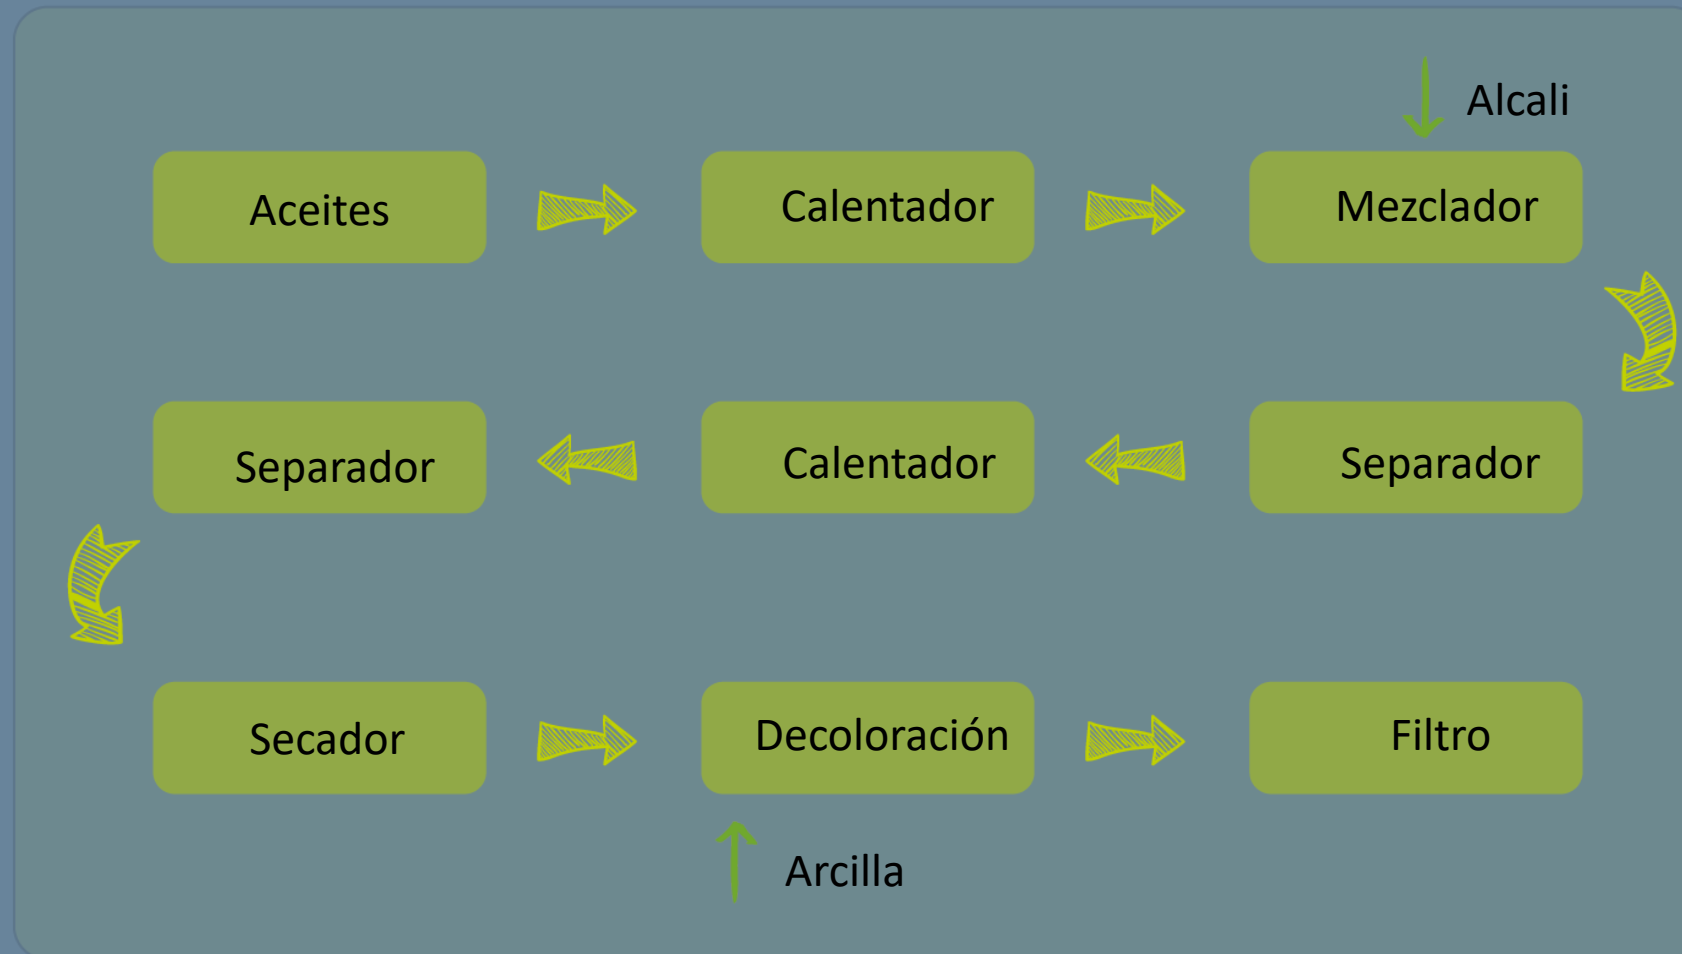 Alcali
Aceites
Calentador
Mezclador
Separador
Calentador
Separador
Secador
Decoloración
Filtro
Arcilla